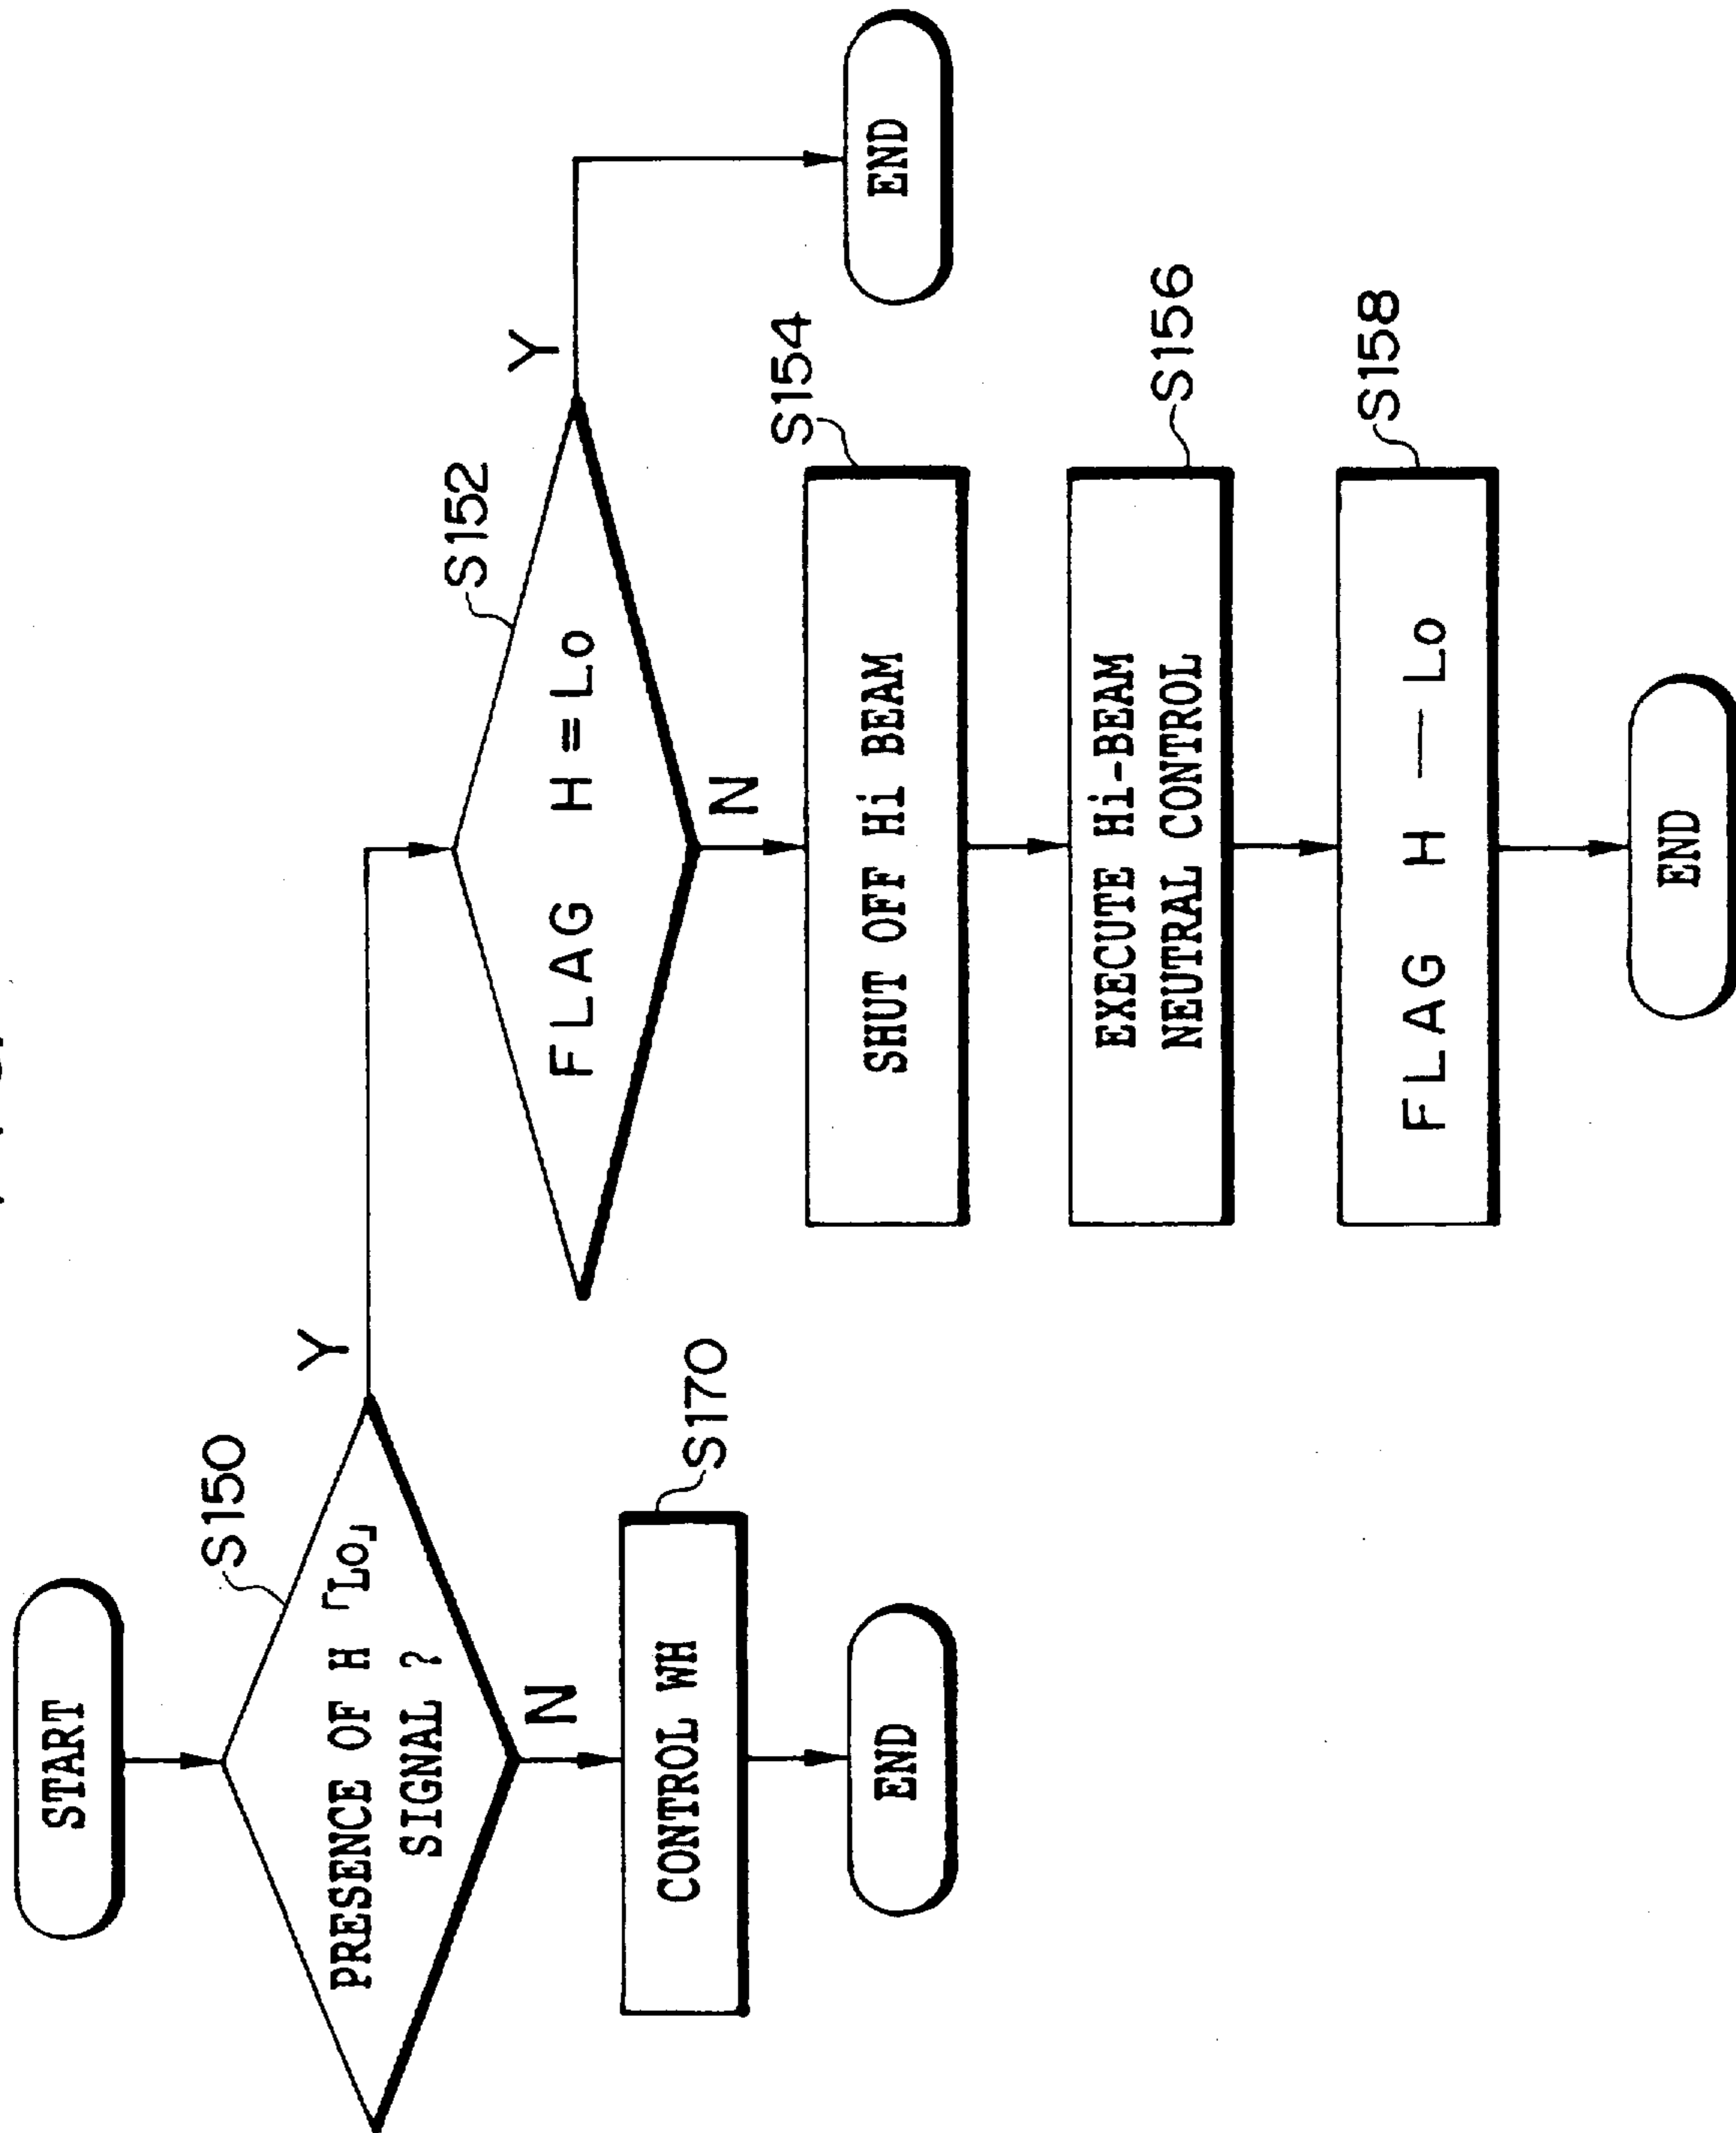 START
S150
PRESENCE OF H「Lo」
SIGNAL ?
Y
N
S170
CONTROL WH
END
S152
FLAG H=Lo
Y
END
N
S154
SHUT OFF Hi BEAM
S156
EXECUTE Hi-BEAM
NEUTRAL CONTROL
S158
FLAG H — Lo
END